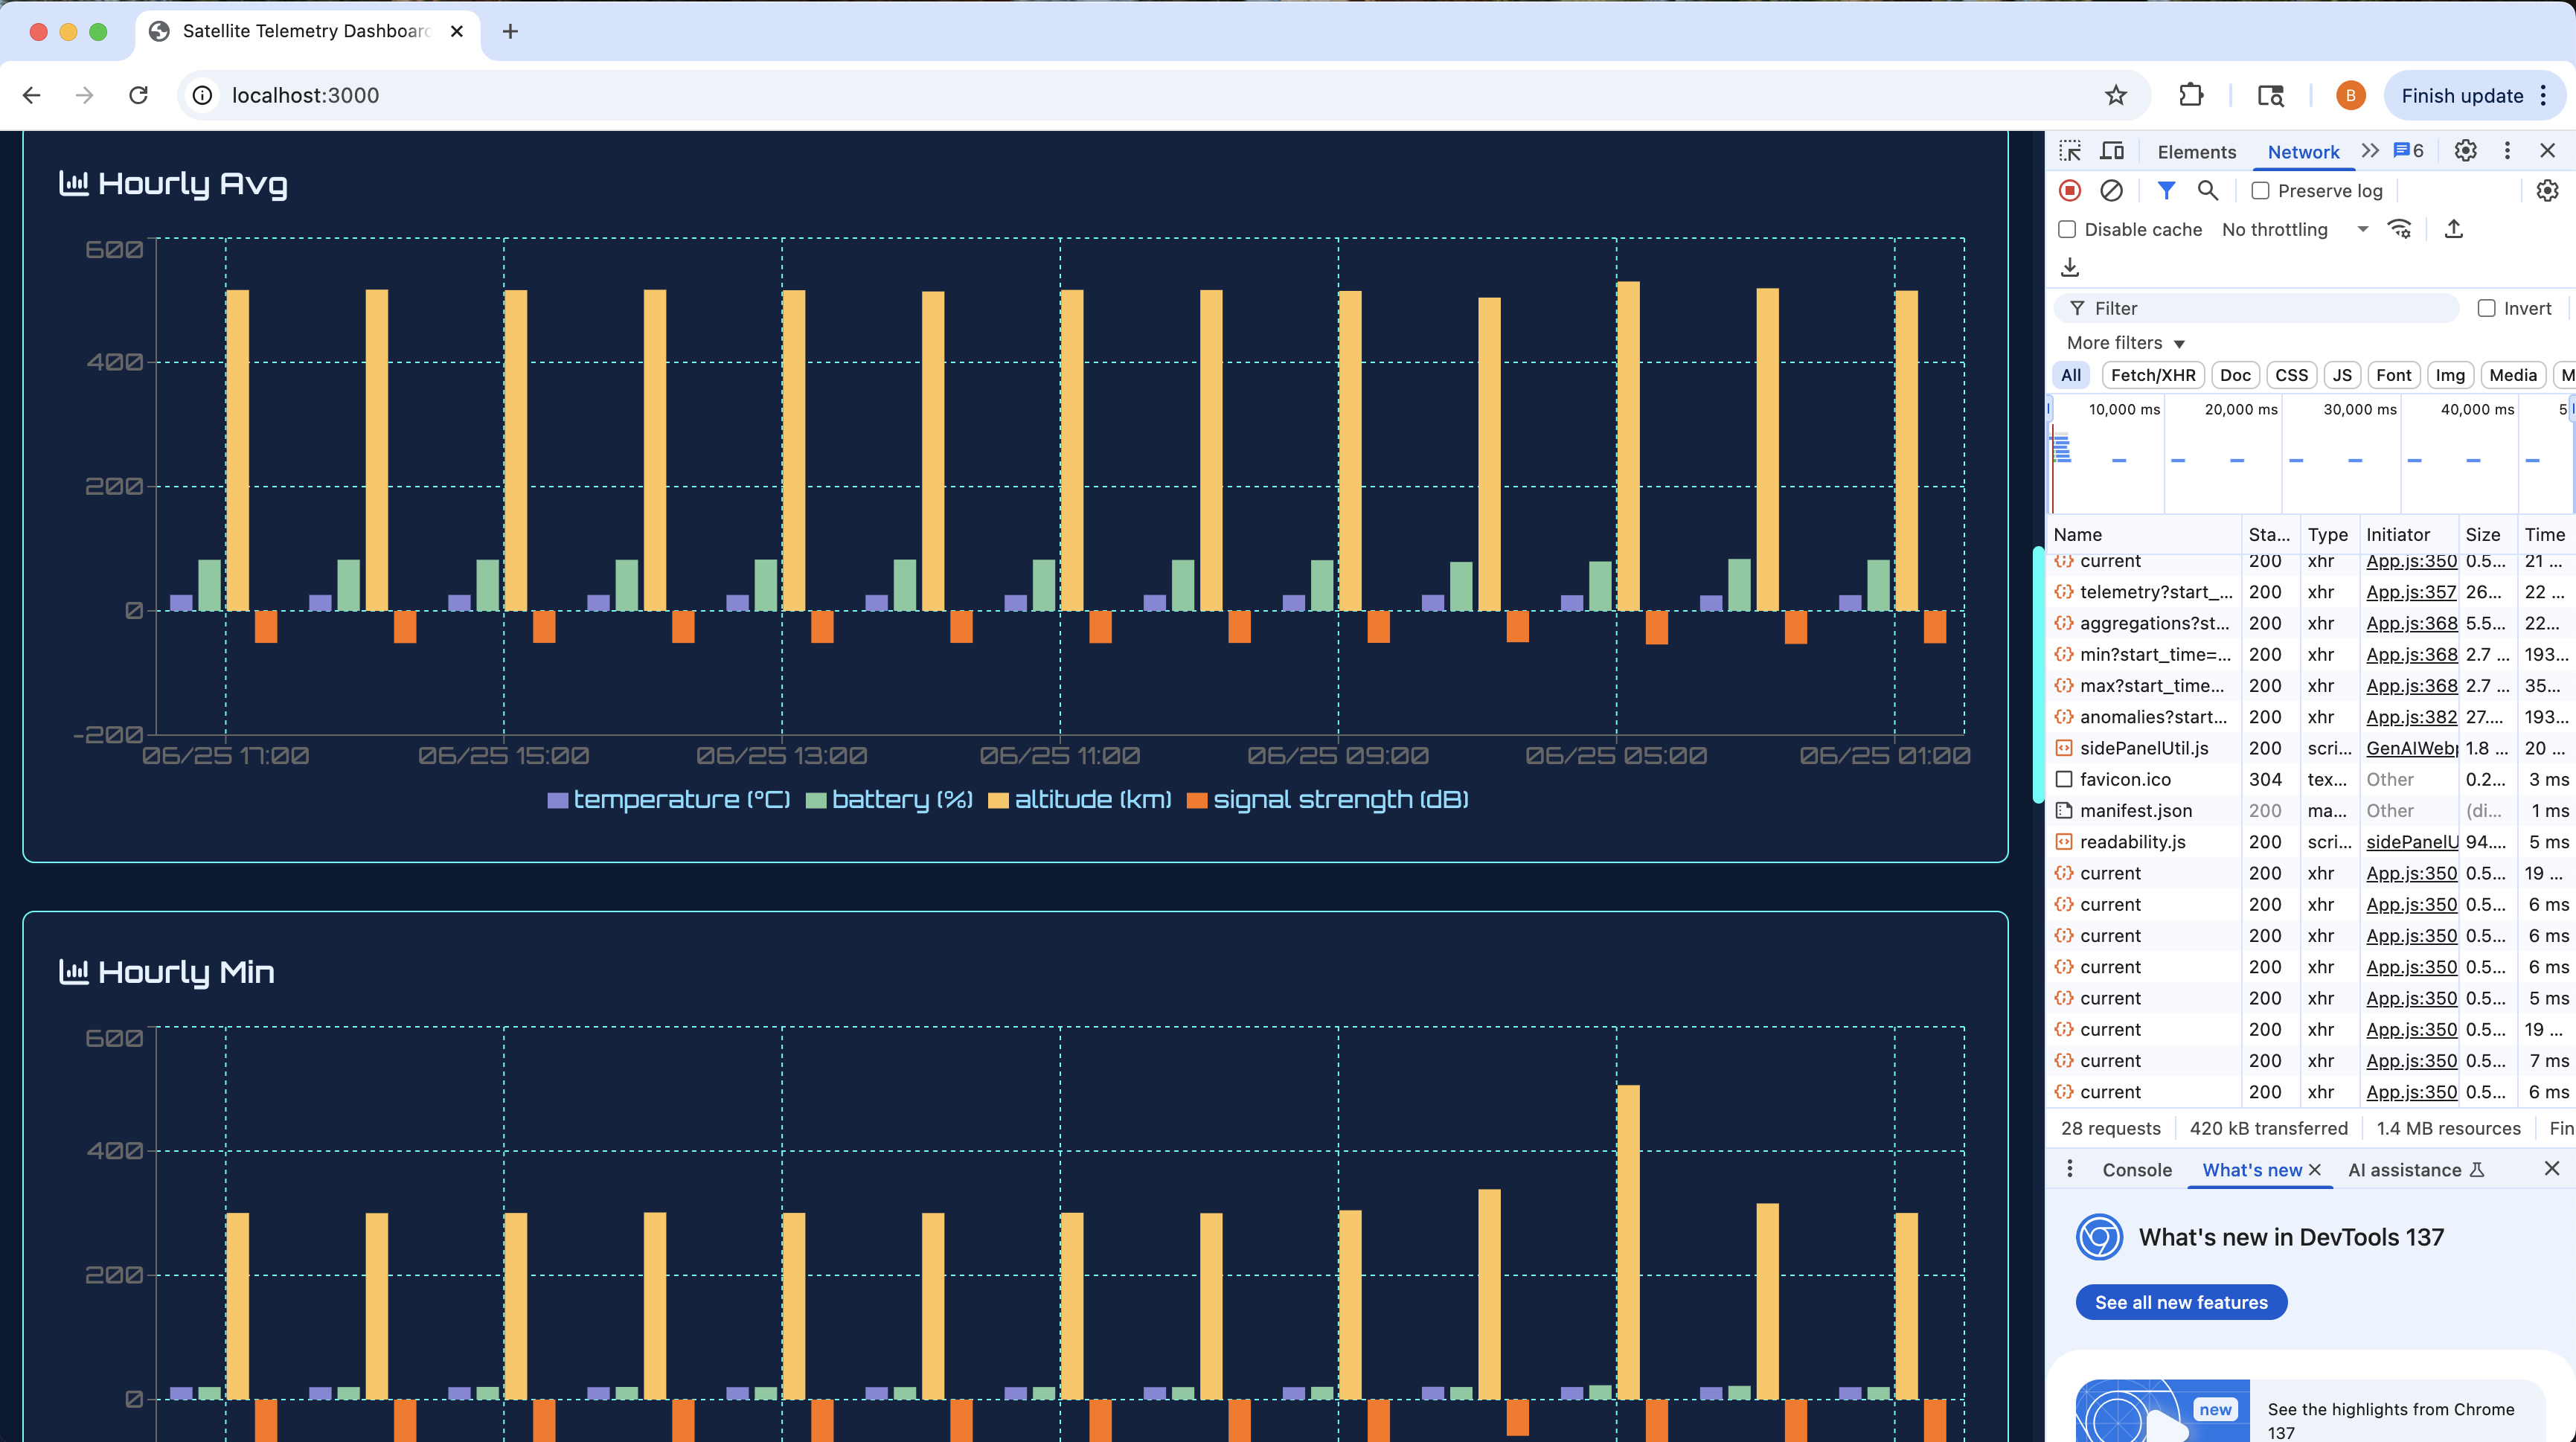 Satellite Telemetry Dashboard
localhost:3000
B
Finish update
Hourly Avg
600
400
200
0
-200
06/25 17:00 06/25 15:00 06/25 13:00 06/25 11:00 06/25 09:00 06/25 05:00 06/25 01:00
temperature (°C) battery (%) altitude (km) signal strength (dB)
Hourly Min
600
400
200
0
Elements Network 6
Preserve log
Disable cache No throttling
Filter Invert
More filters
All Fetch/XHR Doc CSS JS Font Img Media M
10,000 ms 20,000 ms 30,000 ms 40,000 ms 5
Name Sta... Type Initiator Size Time
current 200 xhr App.js:350 0.5... 21 ...
telemetry?start_... 200 xhr App.js:357 26... 22 ...
aggregations?st... 200 xhr App.js:368 5.5... 22...
min?start_time=... 200 xhr App.js:368 2.7 ... 193...
max?start_time... 200 xhr App.js:368 2.7 ... 35...
anomalies?start... 200 xhr App.js:382 27.... 193...
sidePanelUtil.js 200 scri... GenAIWebp 1.8 ... 20 ...
favicon.ico 304 tex... Other 0.2... 3 ms
manifest.json 200 ma... Other (di... 1 ms
readability.js 200 scri... sidePanelU 94.... 5 ms
current 200 xhr App.js:350 0.5... 19 ...
current 200 xhr App.js:350 0.5... 6 ms
current 200 xhr App.js:350 0.5... 6 ms
current 200 xhr App.js:350 0.5... 6 ms
current 200 xhr App.js:350 0.5... 5 ms
current 200 xhr App.js:350 0.5... 19 ...
current 200 xhr App.js:350 0.5... 7 ms
current 200 xhr App.js:350 0.5... 6 ms
28 requests 420 kB transferred 1.4 MB resources Fin
Console What's new AI assistance
What's new in DevTools 137
See all new features
new
See the highlights from Chrome
137